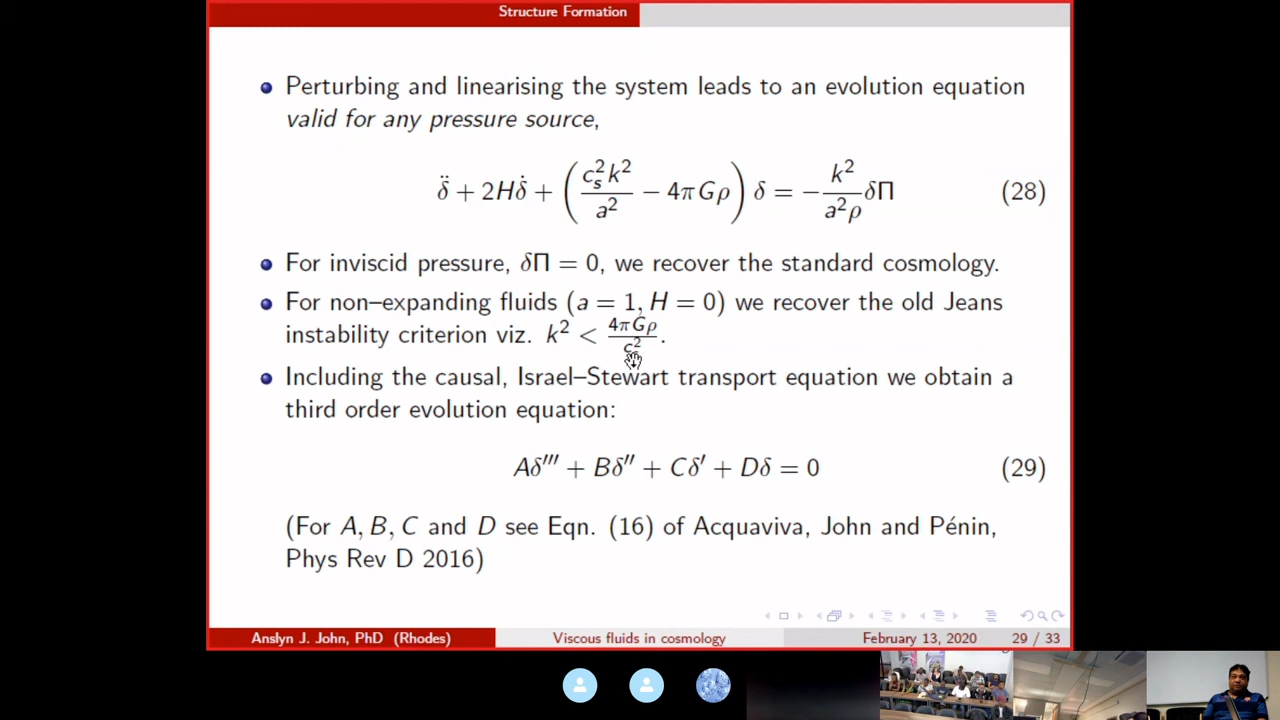 Structure Formation
Perturbing and linearising the system leads to an evolution equation
valid for any pressure source,
δ̈ + 2Hδ̇ + (c_s²k²/a² − 4πGρ) δ = −k²/(a²ρ) δΠ (28)
For inviscid pressure, δΠ = 0, we recover the standard cosmology.
For non–expanding fluids (a = 1, H = 0) we recover the old Jeans
instability criterion viz. k² < 4πGρ/c_s².
Including the causal, Israel–Stewart transport equation we obtain a
third order evolution equation:
Aδ′′′ + Bδ′′ + Cδ′ + Dδ = 0 (29)
(For A, B, C and D see Eqn. (16) of Acquaviva, John and Pénin,
Phys Rev D 2016)
Anslyn J. John, PhD (Rhodes) Viscous fluids in cosmology February 13, 2020 29 / 33